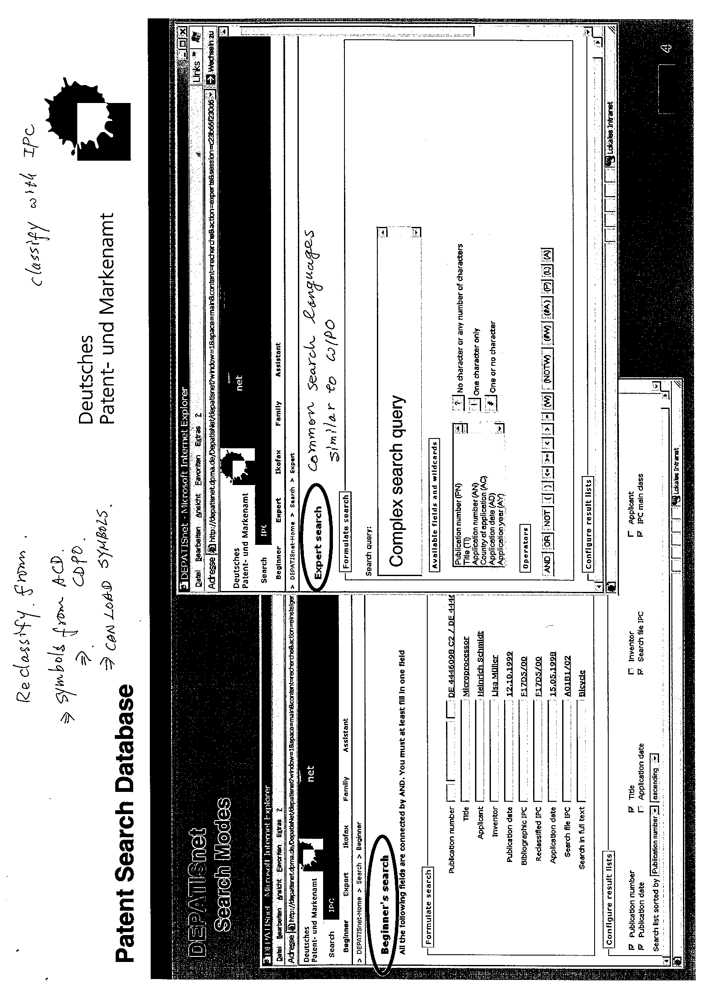 Reclassify. from.
⇒ symbols from ACD.
⇒ CDPO.
⇒ CAN LOAD SYMBOLS.
classify with IPC
Patent Search Database
Deutsches
Patent- und Markenamt
DEPATISnet
Search Modes
DEPATISnet - Microsoft Internet Explorer
Datei Bearbeiten Ansicht Favoriten Extras ?
Adresse http://depatisnet.dpma.de/DepatisNet/depatisnet?window=1&space=main&content=recherche&action=einsteiger
Deutsches
Patent- und Markenamt
net
Search IPC
Beginner Expert Ikofax Family Assistant
> DEPATISnet-Home > Search > Beginner
Beginner's search
All the following fields are connected by AND. You must at least fill in one field
Formulate search
Publication number DE 4446098 C2 / DE 444
Title Microprocessor
Applicant Heinrich Schmidt
Inventor Lisa Müller
Publication date 12.10.1999
Bibliographic IPC F17D5/00
Reclassified IPC F17D5/00
Application date 15.05.1998
Search file IPC A01B1/02
Search in full text Bicycle
Configure result lists
Publication number Title Inventor Applicant
Publication date Application date Search file IPC IPC main class
Search list sorted by Publication number ascending
Lokales Intranet
DEPATISnet - Microsoft Internet Explorer
Datei Bearbeiten Ansicht Favoriten Extras ? Links »
Adresse http://depatisnet.dpma.de/DepatisNet/depatisnet?window=1&space=main&content=recherche&action=experte&session=c23b66f230d6 Wechseln zu
Deutsches
Patent- und Markenamt
net
Search IPC
Beginner Expert Ikofax Family Assistant
> DEPATISnet-Home > Search > Expert
Expert search
common search languages
similar to WIPO
Formulate search
Search query:
Complex search query
Available fields and wildcards
Publication number (PN)
Title (TI)
Application number (AN)
Country of application (AC)
Application date (AD)
Application year (AY)
? No character or any number of characters
! One character only
# One or no character
Operators
AND OR NOT ( ) <= >= < > = (W) (NOTW) (#W) (#A) (P) (L) (A)
Configure result lists
Lokales Intranet
4